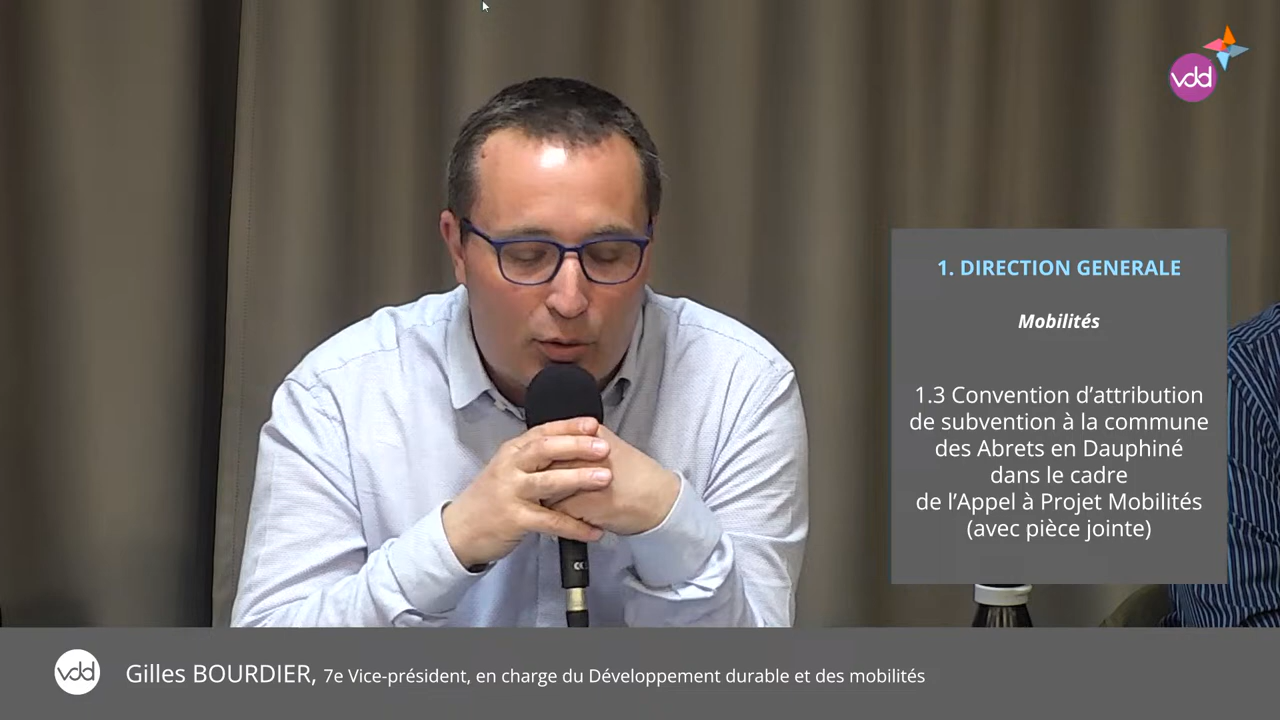 vdd
1. DIRECTION GENERALE
Mobilités
1.3 Convention d’attribution
de subvention à la commune
des Abrets en Dauphiné
dans le cadre
de l’Appel à Projet Mobilités
(avec pièce jointe)
vdd
Gilles BOURDIER, 7e Vice-président, en charge du Développement durable et des mobilités